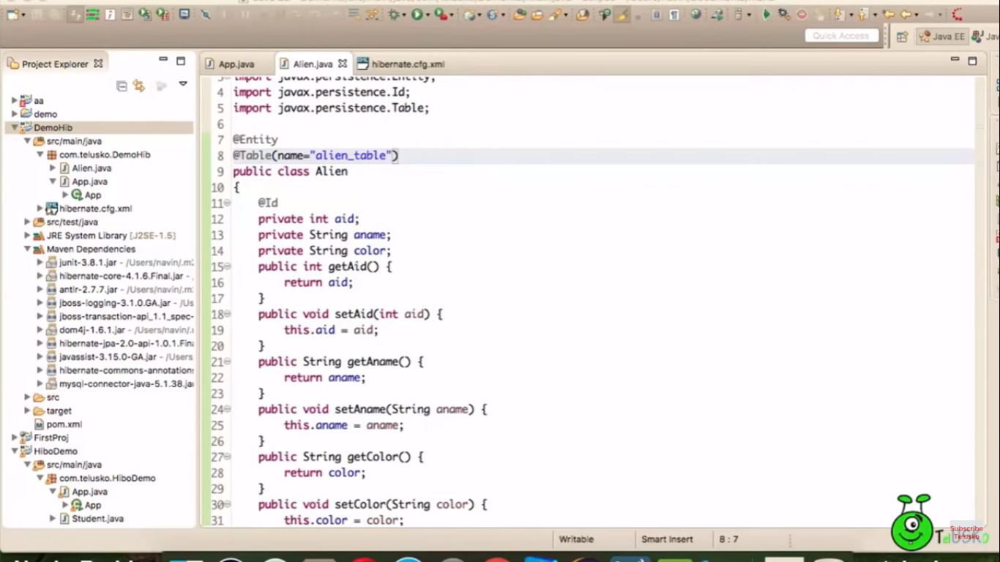 Quick Access
Java EE
Project Explorer
App.java
Alien.java
hibernate.cfg.xml
aa
demo
DemoHib
src/main/java
com.telusko.DemoHib
Alien.java
App.java
App
hibernate.cfg.xml
src/test/java
JRE System Library [J2SE-1.5]
Maven Dependencies
junit-3.8.1.jar - /Users/navin/.m2
hibernate-core-4.1.6.Final.jar -
antlr-2.7.7.jar - /Users/navin/.m
jboss-logging-3.1.0.GA.jar - /Us
jboss-transaction-api_1.1_spec-
dom4j-1.6.1.jar - /Users/navin/.
hibernate-jpa-2.0-api-1.0.1.Fina
javassist-3.15.0-GA.jar - /Users
hibernate-commons-annotations
mysql-connector-java-5.1.38.jar
src
target
pom.xml
FirstProj
HiboDemo
src/main/java
com.telusko.HiboDemo
App.java
App
Student.java
3 import javax.persistence.Entity;
4 import javax.persistence.Id;
5 import javax.persistence.Table;
6
7 @Entity
8 @Table(name="alien_table")
9 public class Alien
10 {
11 @Id
12 private int aid;
13 private String aname;
14 private String color;
15 public int getAid() {
16 return aid;
17 }
18 public void setAid(int aid) {
19 this.aid = aid;
20 }
21 public String getAname() {
22 return aname;
23 }
24 public void setAname(String aname) {
25 this.aname = aname;
26 }
27 public String getColor() {
28 return color;
29 }
30 public void setColor(String color) {
31 this.color = color;
Writable
Smart Insert
8 : 7
Subscribe
Telusko